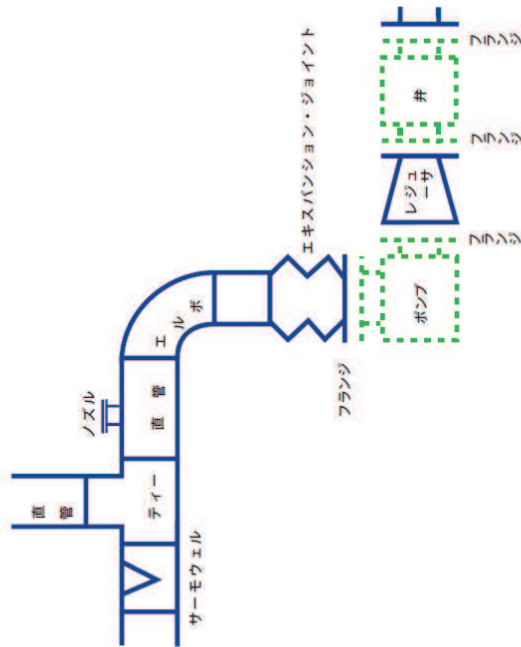 直管
ノズル
サーモウェル
ティー
直管
エルボ
エキスパンション・ジョイント
フランジ
ポンプ
レジュ
ーサ
弁
フランジ
フランジ
フランジ